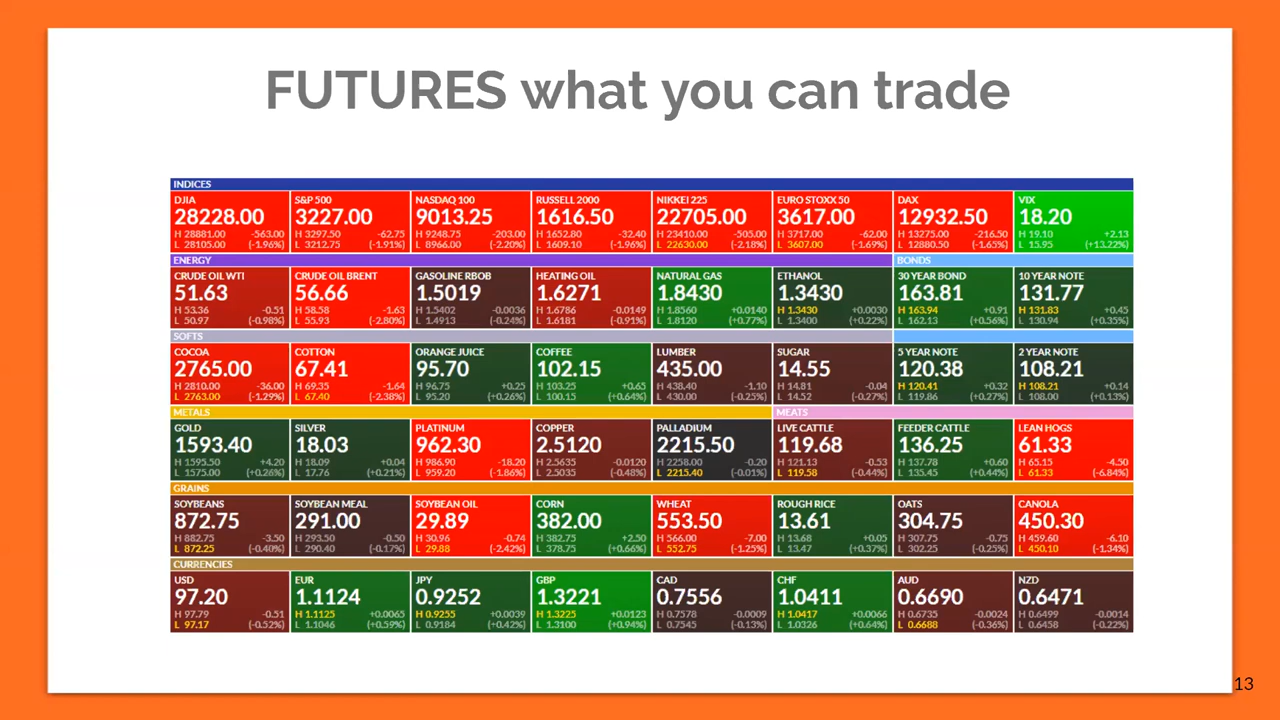 FUTURES what you can trade
INDICES
DJIA S&P 500 NASDAQ 100 RUSSELL 2000 NIKKEI 225 EURO STOXX 50 DAX VIX
28228.00 3227.00 9013.25 1616.50 22705.00 3617.00 12932.50 18.20
H 28881.00 -563.00 H 3297.50 -62.75 H 9248.75 -203.00 H 1652.80 -32.40 H 23410.00 -505.00 H 3717.00 -62.00 H 13275.00 -216.50 H 19.10 +2.13
L 28105.00 (-1.96%) L 3212.75 (-1.91%) L 8966.00 (-2.20%) L 1609.10 (-1.96%) L 22630.00 (-2.18%) L 3607.00 (-1.69%) L 12880.50 (-1.65%) L 15.95 (+13.22%)
ENERGY BONDS
CRUDE OIL WTI CRUDE OIL BRENT GASOLINE RBOB HEATING OIL NATURAL GAS ETHANOL 30 YEAR BOND 10 YEAR NOTE
51.63 56.66 1.5019 1.6271 1.8430 1.3430 163.81 131.77
H 53.36 -0.51 H 58.58 -1.63 H 1.5402 -0.0036 H 1.6786 -0.0149 H 1.8560 +0.0140 H 1.3430 +0.0030 H 163.94 +0.91 H 131.83 +0.45
L 50.97 (-0.98%) L 55.93 (-2.80%) L 1.4913 (-0.24%) L 1.6181 (-0.91%) L 1.8120 (+0.77%) L 1.3400 (+0.22%) L 162.13 (+0.56%) L 130.94 (+0.35%)
SOFTS
COCOA COTTON ORANGE JUICE COFFEE LUMBER SUGAR 5 YEAR NOTE 2 YEAR NOTE
2765.00 67.41 95.70 102.15 435.00 14.55 120.38 108.21
H 2810.00 -36.00 H 69.35 -1.64 H 96.75 +0.25 H 103.25 +0.65 H 438.40 -1.10 H 14.81 -0.04 H 120.41 +0.32 H 108.21 +0.14
L 2763.00 (-1.29%) L 67.40 (-2.38%) L 95.20 (+0.26%) L 100.15 (+0.64%) L 430.00 (-0.25%) L 14.52 (-0.27%) L 119.86 (+0.27%) L 108.00 (+0.13%)
METALS MEATS
GOLD SILVER PLATINUM COPPER PALLADIUM LIVE CATTLE FEEDER CATTLE LEAN HOGS
1593.40 18.03 962.30 2.5120 2215.50 119.68 136.25 61.33
H 1595.50 +4.20 H 18.09 +0.04 H 986.90 -18.20 H 2.5635 -0.0120 H 2258.00 -0.20 H 121.13 -0.53 H 137.78 +0.60 H 65.15 -4.50
L 1575.00 (+0.26%) L 17.76 (+0.21%) L 959.20 (-1.86%) L 2.5035 (-0.48%) L 2215.40 (-0.01%) L 119.58 (-0.44%) L 135.45 (+0.44%) L 61.33 (-6.84%)
GRAINS
SOYBEANS SOYBEAN MEAL SOYBEAN OIL CORN WHEAT ROUGH RICE OATS CANOLA
872.75 291.00 29.89 382.00 553.50 13.61 304.75 450.30
H 882.75 -3.50 H 293.50 -0.50 H 30.96 -0.74 H 382.75 +2.50 H 566.00 -7.00 H 13.68 +0.05 H 307.75 -0.75 H 459.60 -6.10
L 872.25 (-0.40%) L 290.40 (-0.17%) L 29.88 (-2.42%) L 378.75 (+0.66%) L 552.75 (-1.25%) L 13.47 (+0.37%) L 302.25 (-0.25%) L 450.10 (-1.34%)
CURRENCIES
USD EUR JPY GBP CAD CHF AUD NZD
97.20 1.1124 0.9252 1.3221 0.7556 1.0411 0.6690 0.6471
H 97.79 -0.51 H 1.1125 +0.0065 H 0.9255 +0.0039 H 1.3225 +0.0123 H 0.7578 -0.0009 H 1.0417 +0.0066 H 0.6735 -0.0024 H 0.6499 -0.0014
L 97.17 (-0.52%) L 1.1046 (+0.59%) L 0.9184 (+0.42%) L 1.3100 (+0.94%) L 0.7545 (-0.13%) L 1.0326 (+0.64%) L 0.6688 (-0.36%) L 0.6458 (-0.22%)
13